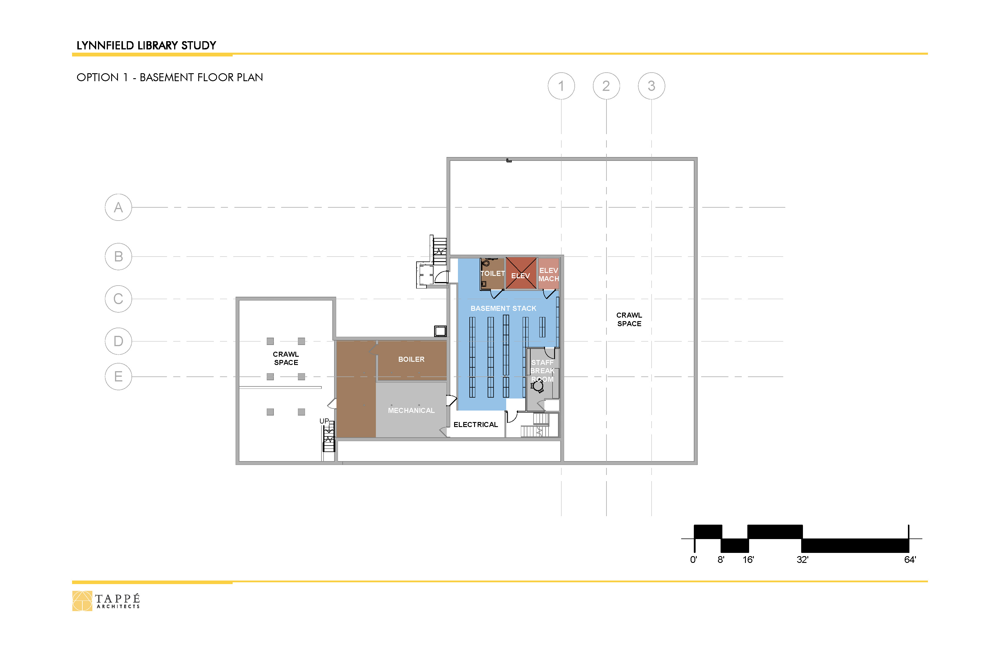 LYNNFIELD LIBRARY STUDY
OPTION 1 - BASEMENT FLOOR PLAN
1
2
3
A
B
C
D
E
TOILET
ELEV
ELEV
MACH
BASEMENT STACK
CRAWL
SPACE
CRAWL
SPACE
BOILER
STAFF
BREAK
ROOM
MECHANICAL
UP
ELECTRICAL
0'
8'
16'
32'
64'
TAPPÉ
ARCHITECTS